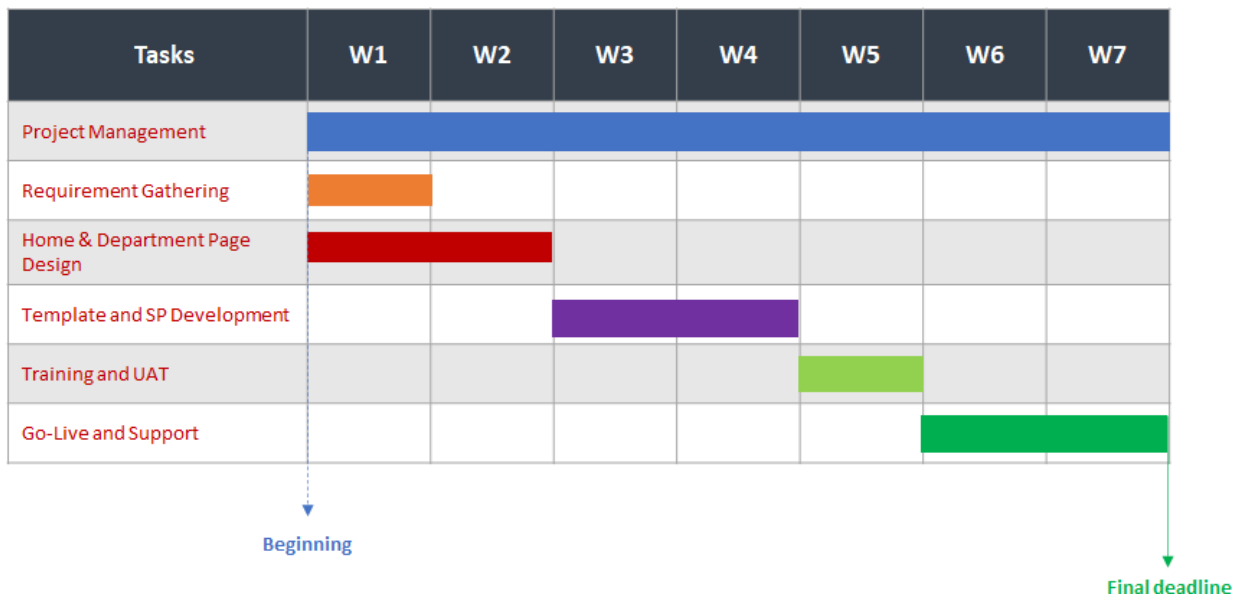 Tasks W1 W2 W3 W4 W5 W6 W7
Project Management
Requirement Gathering
Home & Department Page
Design
Template and SP Development
Training and UAT
Go-Live and Support
Beginning
Final deadline